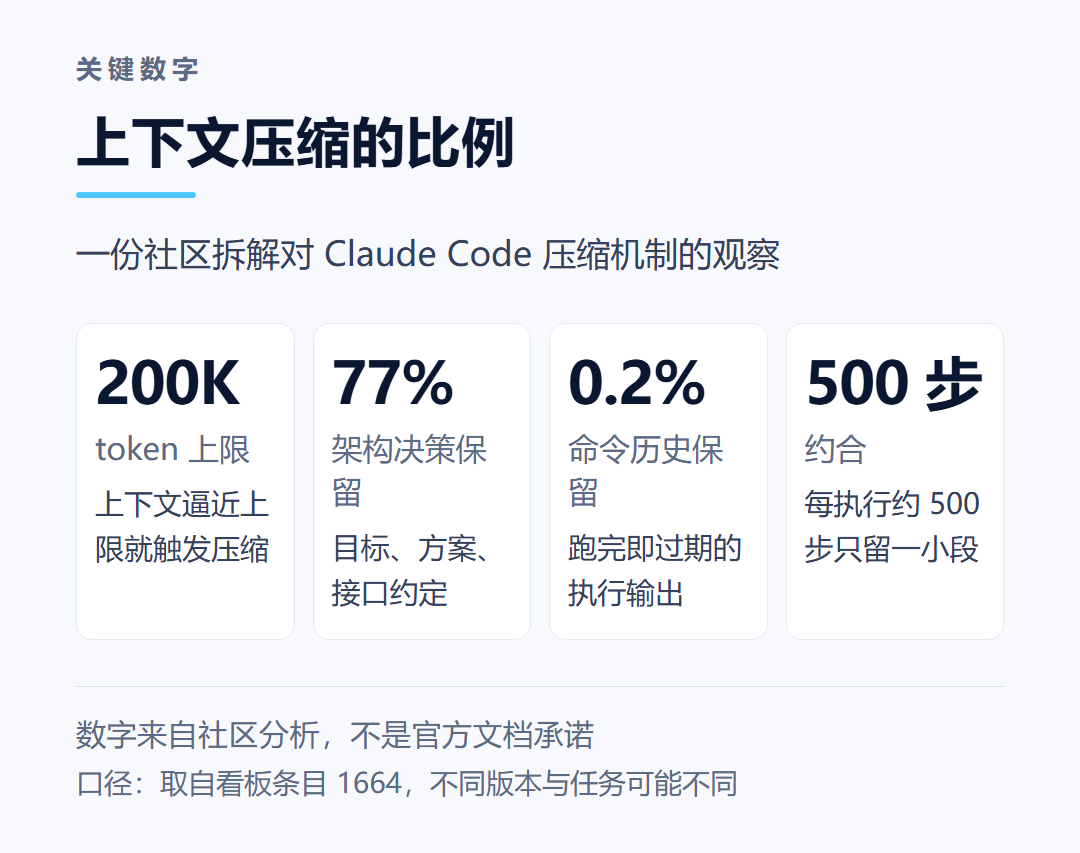 关键数字
上下文压缩的比例
一份社区拆解对 Claude Code 压缩机制的观察
200K
token 上限
上下文逼近上
限就触发压缩
77%
架构决策保
留
目标、方案、
接口约定
0.2%
命令历史保
留
跑完即过期的
执行输出
500 步
约合
每执行约 500
步只留一小段
数字来自社区分析，不是官方文档承诺
口径：取自看板条目 1664，不同版本与任务可能不同